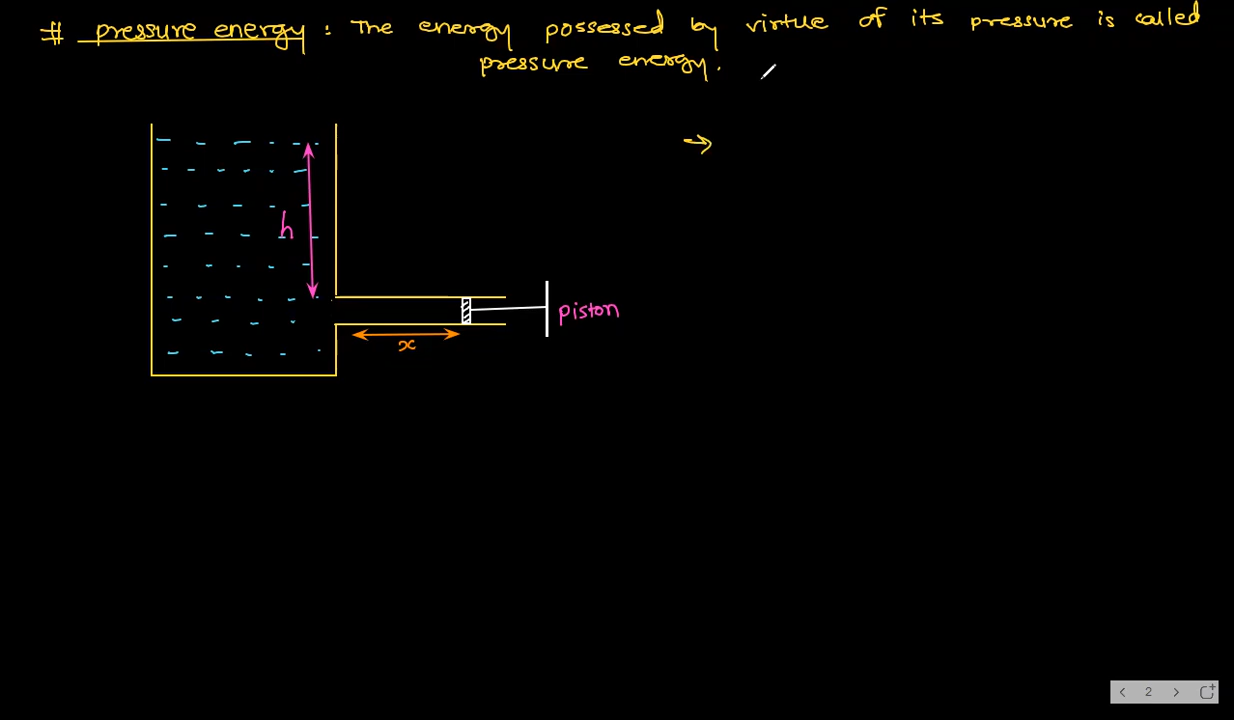 # pressure energy : The energy possessed by virtue of its pressure is called
pressure energy.
→
h
piston
x
2